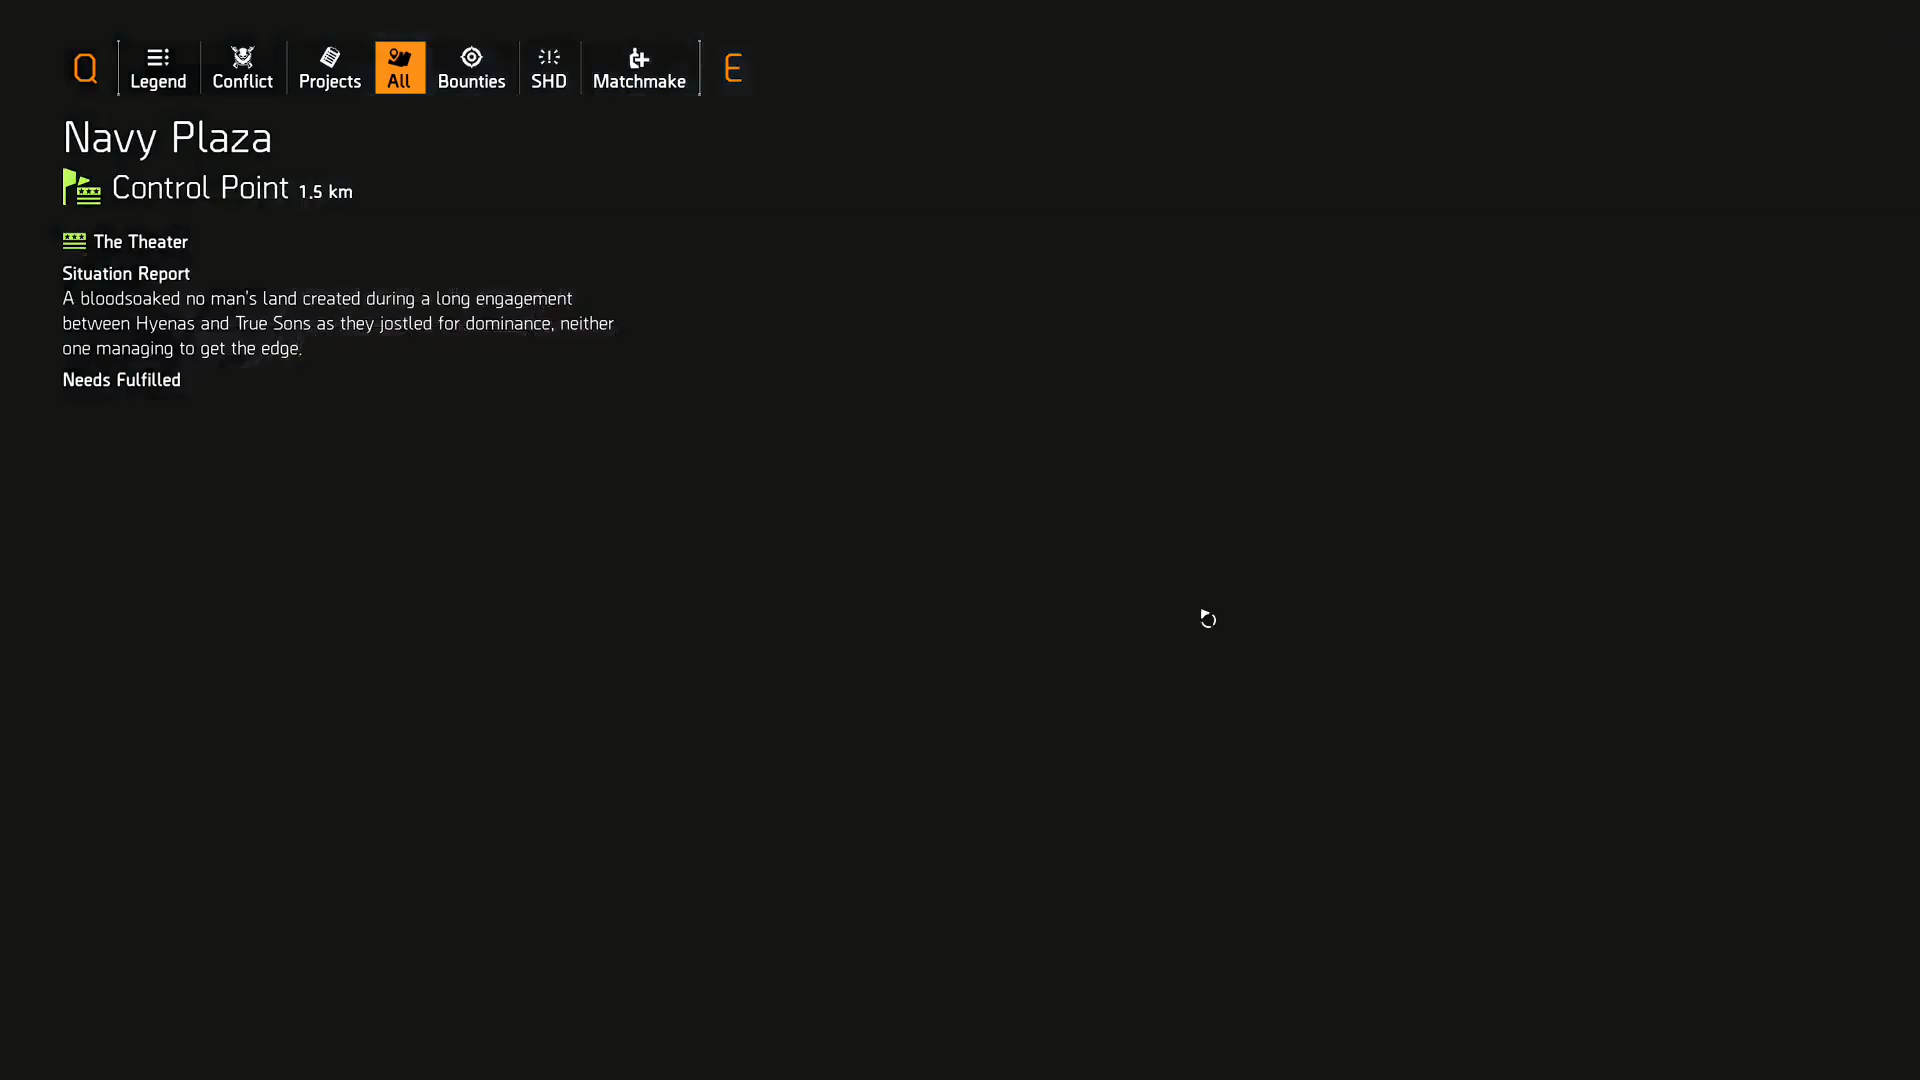 Q Legend Conflict Projects All Bounties SHD Matchmake E
Navy Plaza
Control Point 1.5 km
The Theater
Situation Report
A bloodsoaked no man's land created during a long engagement
between Hyenas and True Sons as they jostled for dominance, neither
one managing to get the edge.
Needs Fulfilled